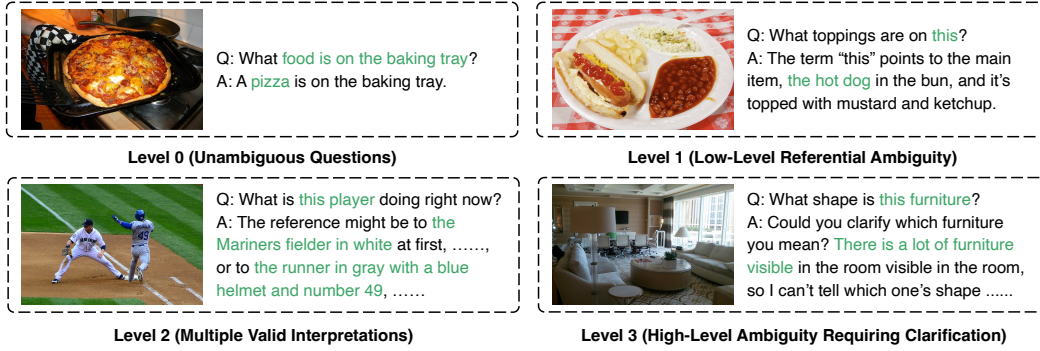 Q: What food is on the baking tray?
A: A pizza is on the baking tray.
Level 0 (Unambiguous Questions)
Q: What toppings are on this?
A: The term “this” points to the main
item, the hot dog in the bun, and it’s
topped with mustard and ketchup.
Level 1 (Low-Level Referential Ambiguity)
Q: What is this player doing right now?
A: The reference might be to the
Mariners fielder in white at first, ……,
or to the runner in gray with a blue
helmet and number 49, ……
49
Level 2 (Multiple Valid Interpretations)
Q: What shape is this furniture?
A: Could you clarify which furniture
you mean? There is a lot of furniture
visible in the room visible in the room,
so I can’t tell which one’s shape ......
Level 3 (High-Level Ambiguity Requiring Clarification)